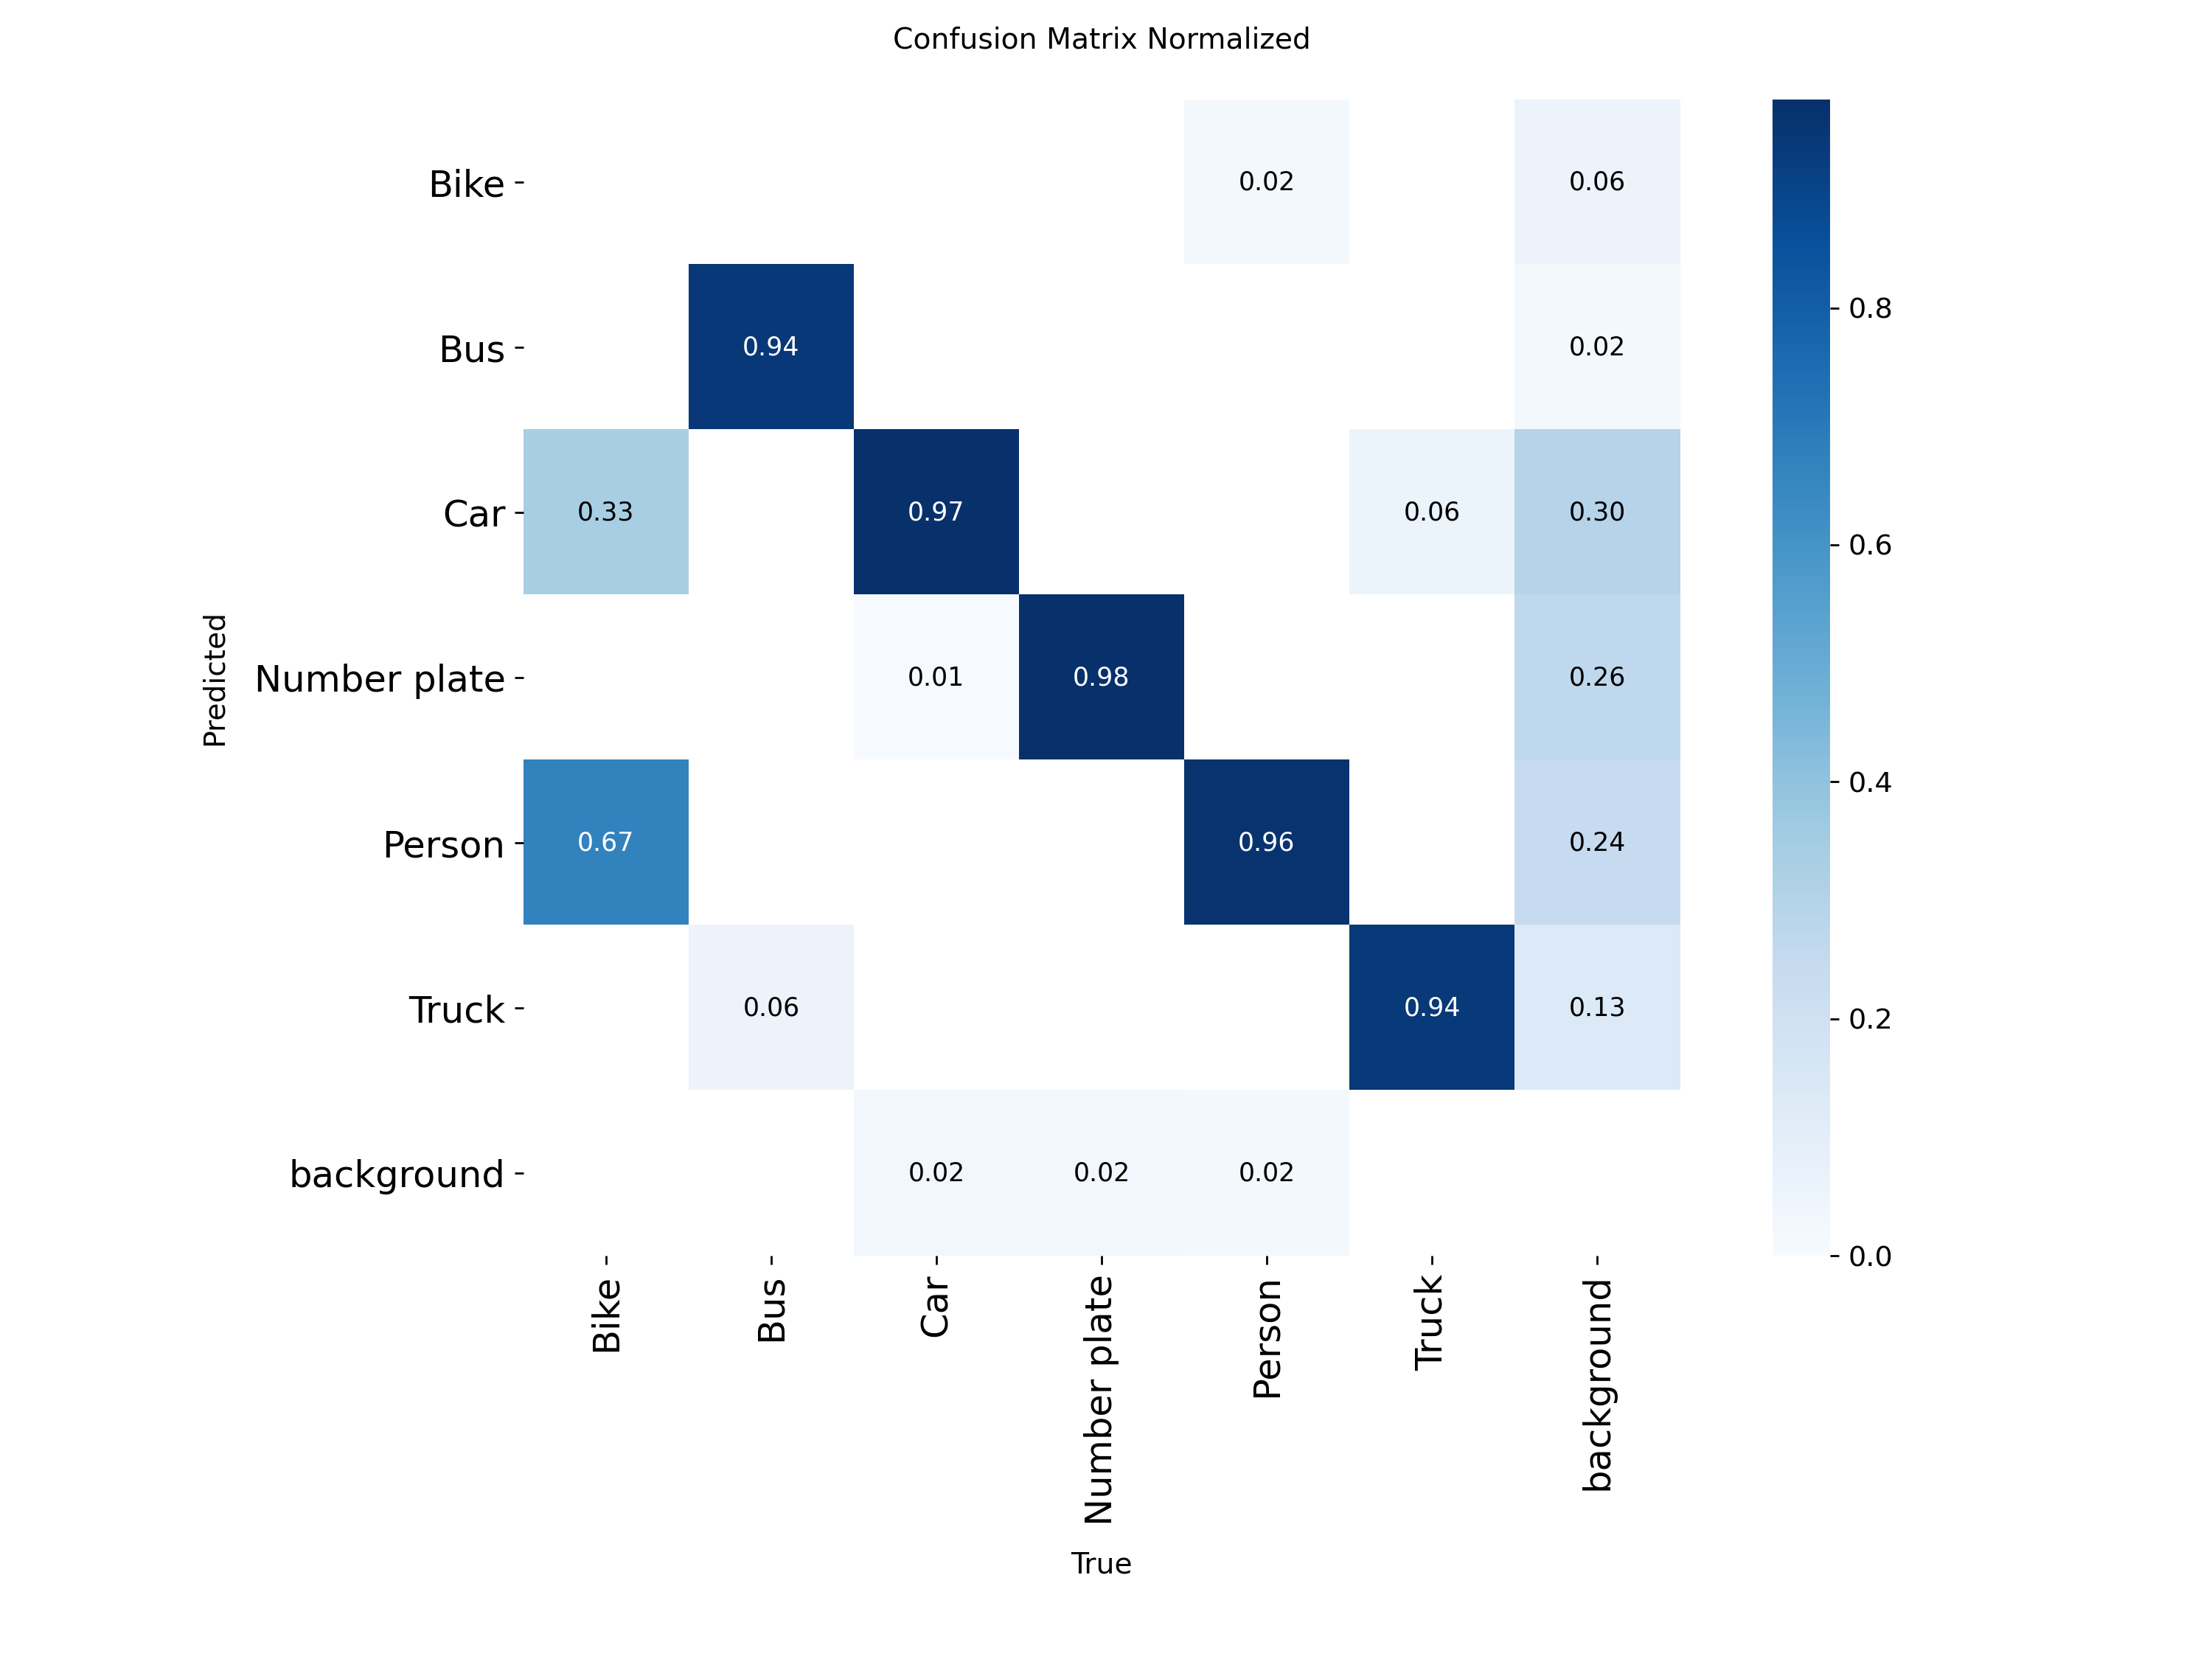 Confusion Matrix Normalized
Bike
0.02
0.06
Bus
0.94
0.02
0.8
Car
0.33
0.97
0.06
0.30
0.6
Predicted
Number plate
0.01
0.98
0.26
0.4
Person
0.67
0.96
0.24
Truck
0.06
0.94
0.13
0.2
background
0.02
0.02
0.02
0.0
Bike
Bus
Car
Number plate
Person
Truck
background
True